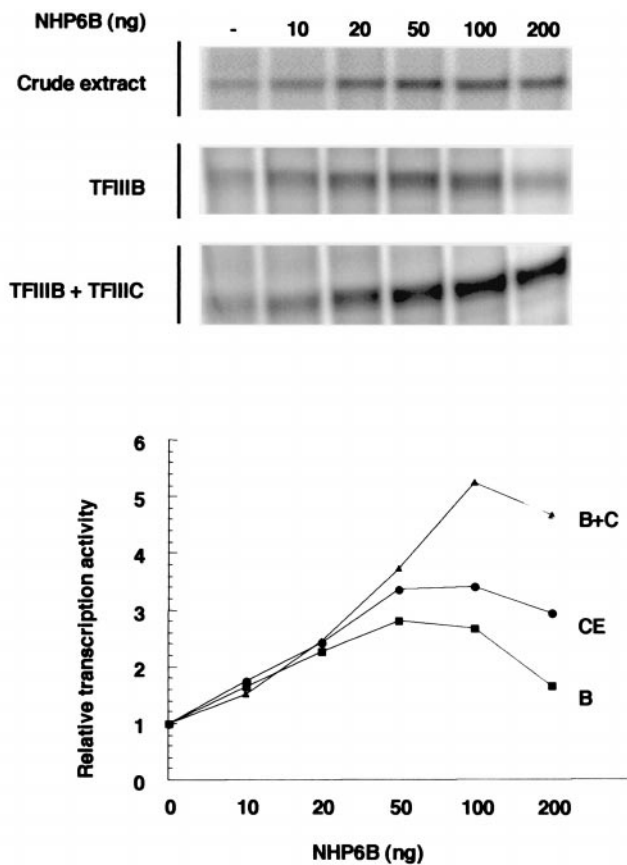 NHP6B (ng) - 10 20 50 100 200
Crude extract
TFIIIB
TFIIIB + TFIIIC
6
5
4
3
2
1
0
Relative transcription activity
B+C
CE
B
0 10 20 50 100 200
NHP6B (ng)